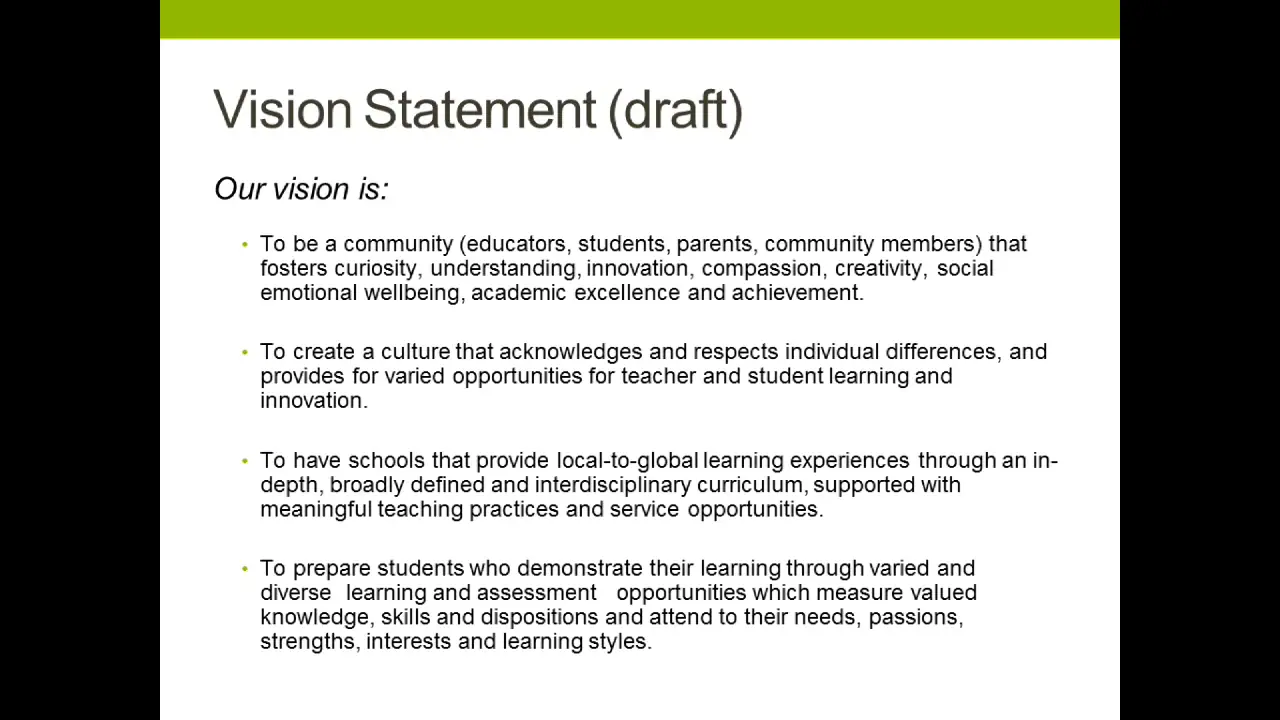 Vision Statement (draft)
Our vision is:
• To be a community (educators, students, parents, community members) that
fosters curiosity, understanding, innovation, compassion, creativity, social
emotional wellbeing, academic excellence and achievement.
• To create a culture that acknowledges and respects individual differences, and
provides for varied opportunities for teacher and student learning and
innovation.
• To have schools that provide local-to-global learning experiences through an in-
depth, broadly defined and interdisciplinary curriculum, supported with
meaningful teaching practices and service opportunities.
• To prepare students who demonstrate their learning through varied and
diverse learning and assessment opportunities which measure valued
knowledge, skills and dispositions and attend to their needs, passions,
strengths, interests and learning styles.